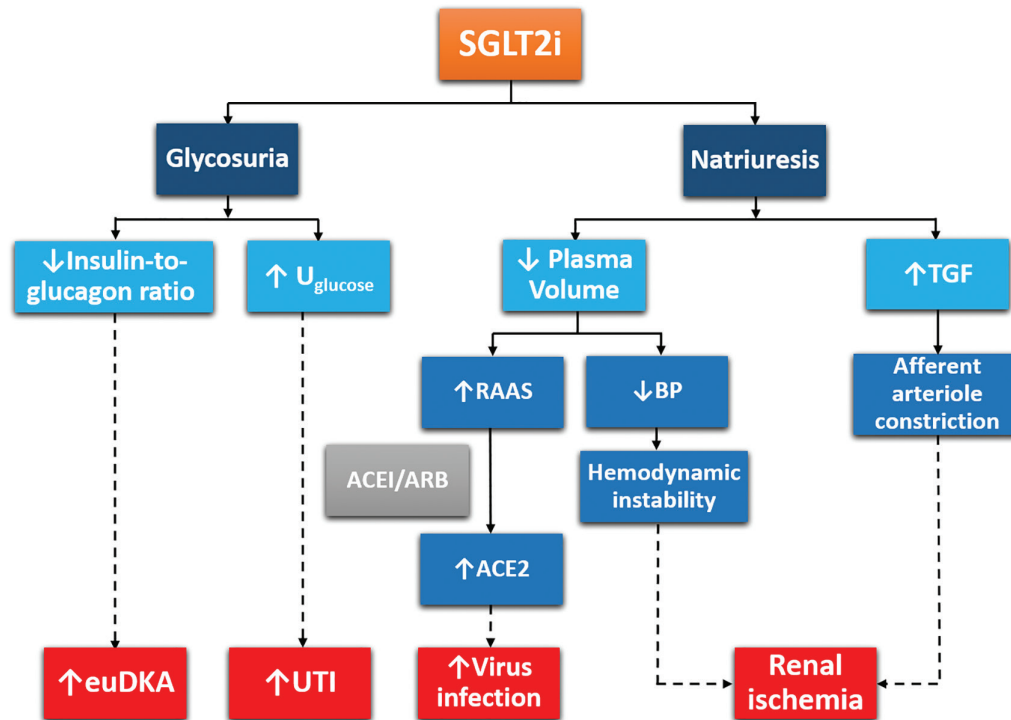 SGLT2i
Glycosuria
Natriuresis
↓Insulin-to-
glucagon ratio
↑ Uglucose
↓ Plasma
Volume
↑TGF
↑RAAS
↓BP
Afferent
arteriole
constriction
ACEI/ARB
Hemodynamic
instability
↑ACE2
↑euDKA
↑UTI
↑Virus
infection
Renal
ischemia